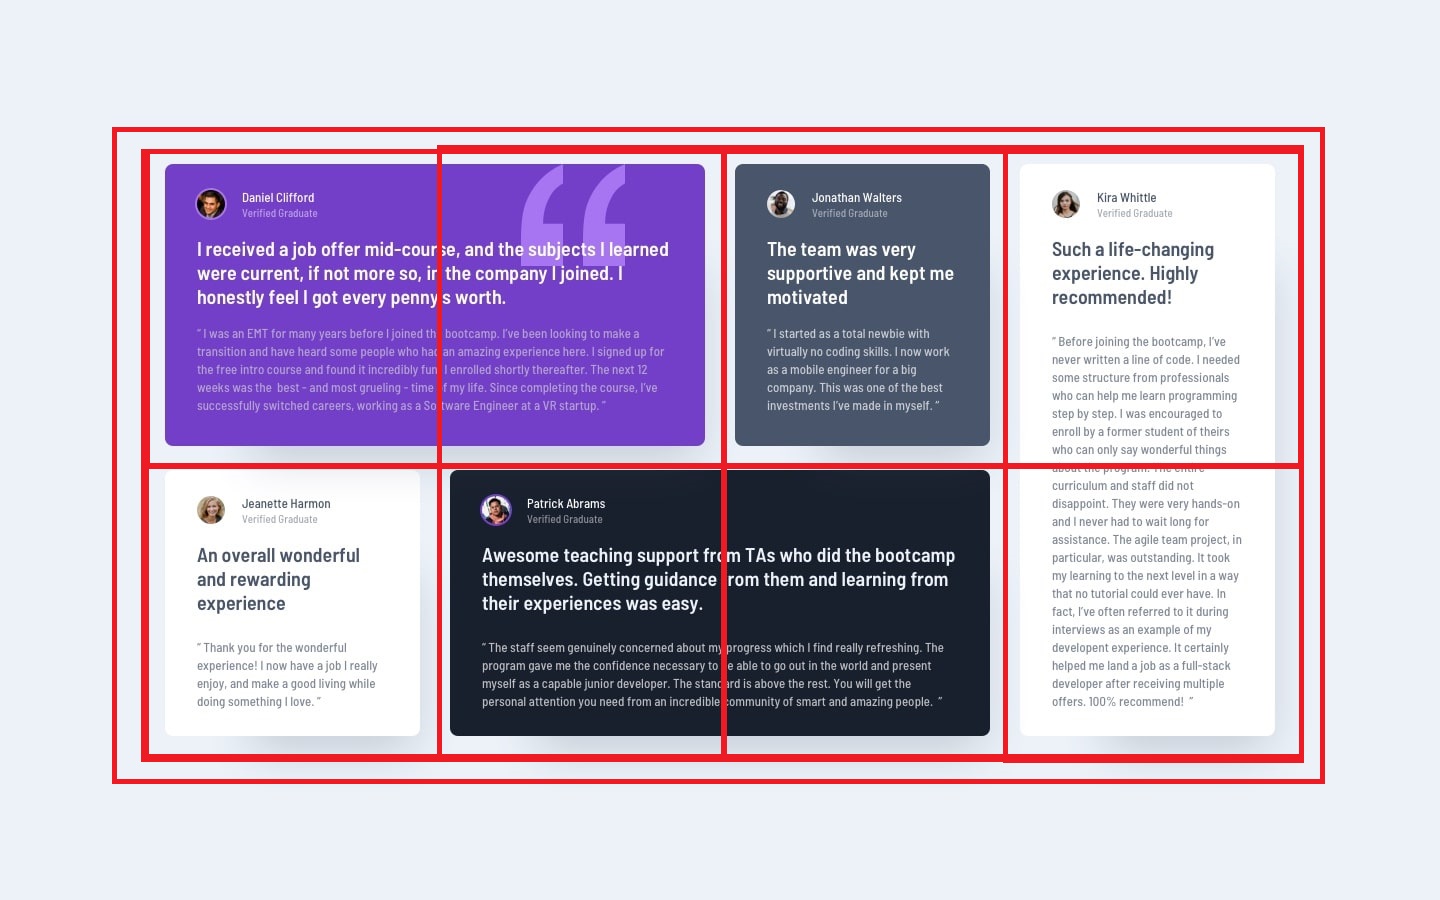 Daniel Clifford
Verified Graduate
I received a job offer mid-course, and the subjects I learned
were current, if not more so, in the company I joined. I
honestly feel I got every penny's worth.
“ I was an EMT for many years before I joined the bootcamp. I've been looking to make a
transition and have heard some people who had an amazing experience here. I signed up for
the free intro course and found it incredibly fun! I enrolled shortly thereafter. The next 12
weeks was the best - and most grueling - time of my life. Since completing the course, I've
successfully switched careers, working as a Software Engineer at a VR startup. ”
Jonathan Walters
Verified Graduate
The team was very
supportive and kept me
motivated
“ I started as a total newbie with
virtually no coding skills. I now work
as a mobile engineer for a big
company. This was one of the best
investments I've made in myself. ”
Kira Whittle
Verified Graduate
Such a life-changing
experience. Highly
recommended!
“ Before joining the bootcamp, I've
never written a line of code. I needed
some structure from professionals
who can help me learn programming
step by step. I was encouraged to
enroll by a former student of theirs
who can only say wonderful things
about the program. The entire
curriculum and staff did not
disappoint. They were very hands-on
and I never had to wait long for
assistance. The agile team project, in
particular, was outstanding. It took
my learning to the next level in a way
that no tutorial could ever have. In
fact, I've often referred to it during
interviews as an example of my
developent experience. It certainly
helped me land a job as a full-stack
developer after receiving multiple
offers. 100% recommend! ”
Jeanette Harmon
Verified Graduate
An overall wonderful
and rewarding
experience
“ Thank you for the wonderful
experience! I now have a job I really
enjoy, and make a good living while
doing something I love. ”
Patrick Abrams
Verified Graduate
Awesome teaching support from TAs who did the bootcamp
themselves. Getting guidance from them and learning from
their experiences was easy.
“ The staff seem genuinely concerned about my progress which I find really refreshing. The
program gave me the confidence necessary to be able to go out in the world and present
myself as a capable junior developer. The standard is above the rest. You will get the
personal attention you need from an incredible community of smart and amazing people. ”